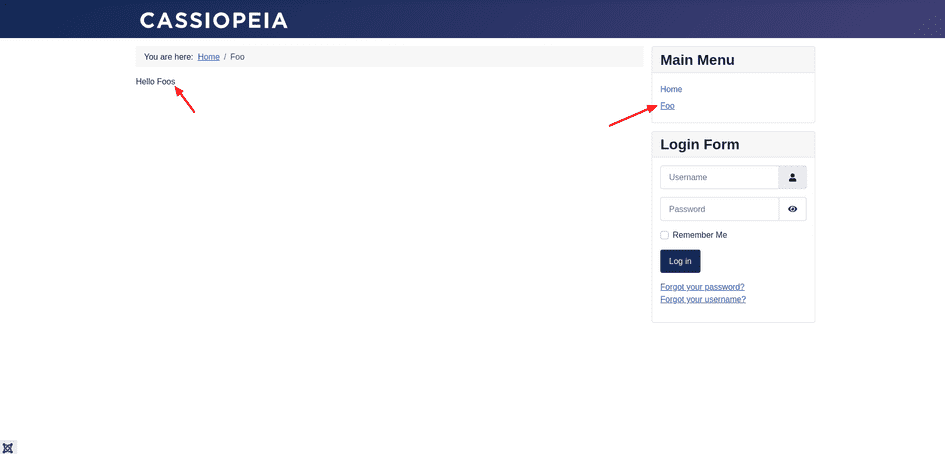 CASSIOPEIA
You are here: Home / Foo
Hello Foos
Main Menu
Home
Foo
Login Form
Username
Password
Remember Me
Log in
Forgot your password?
Forgot your username?